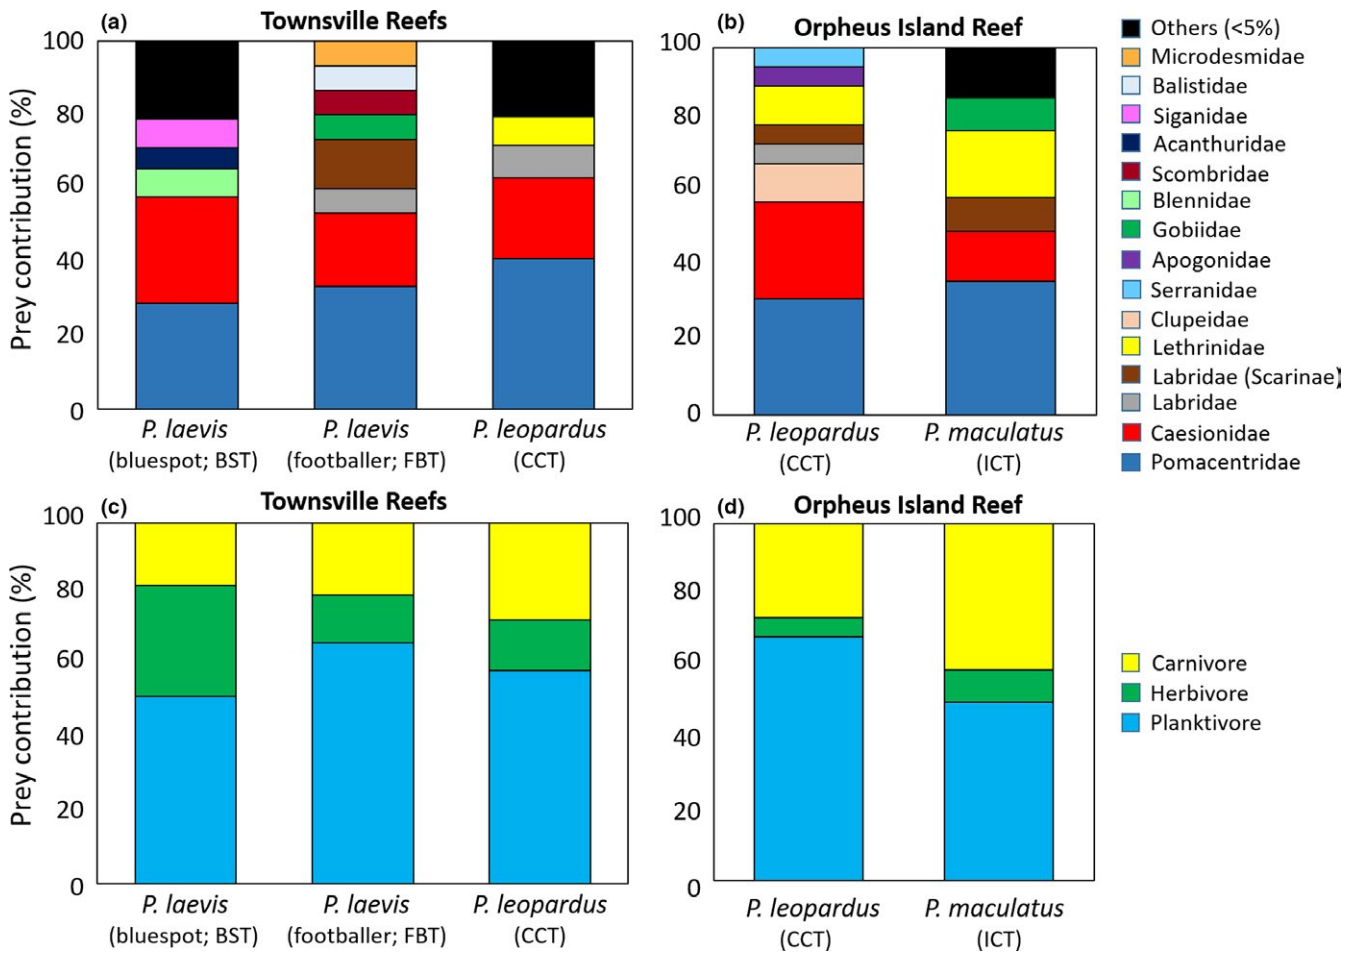 (a) Townsville Reefs
Prey contribution (%)
100
80
60
40
20
0
P. laevis
(bluespot; BST)
P. laevis
(footballer; FBT)
P. leopardus
(CCT)
(b) Orpheus Island Reef
100
80
60
40
20
0
P. leopardus
(CCT)
P. maculatus
(ICT)
Others (<5%)
Microdesmidae
Balistidae
Siganidae
Acanthuridae
Scombridae
Blennidae
Gobiidae
Apogonidae
Serranidae
Clupeidae
Lethrinidae
Labridae (Scarinae)
Labridae
Caesionidae
Pomacentridae
(c) Townsville Reefs
Prey contribution (%)
100
80
60
40
20
0
P. laevis
(bluespot; BST)
P. laevis
(footballer; FBT)
P. leopardus
(CCT)
(d) Orpheus Island Reef
100
80
60
40
20
0
P. leopardus
(CCT)
P. maculatus
(ICT)
Carnivore
Herbivore
Planktivore